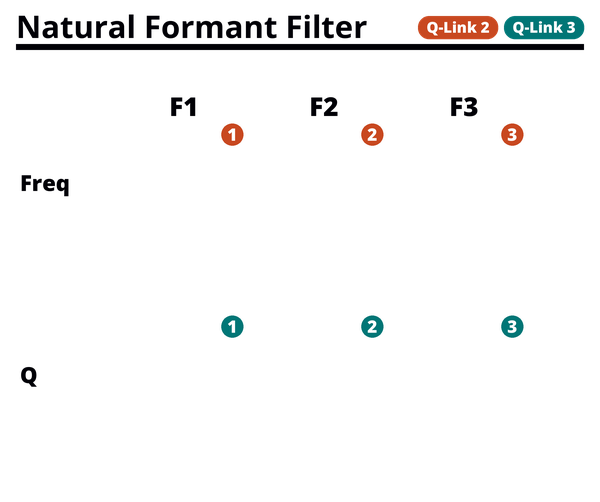 Natural Formant Filter Q-Link 2 Q-Link 3
F1 F2 F3
1 2 3
Freq
1 2 3
Q